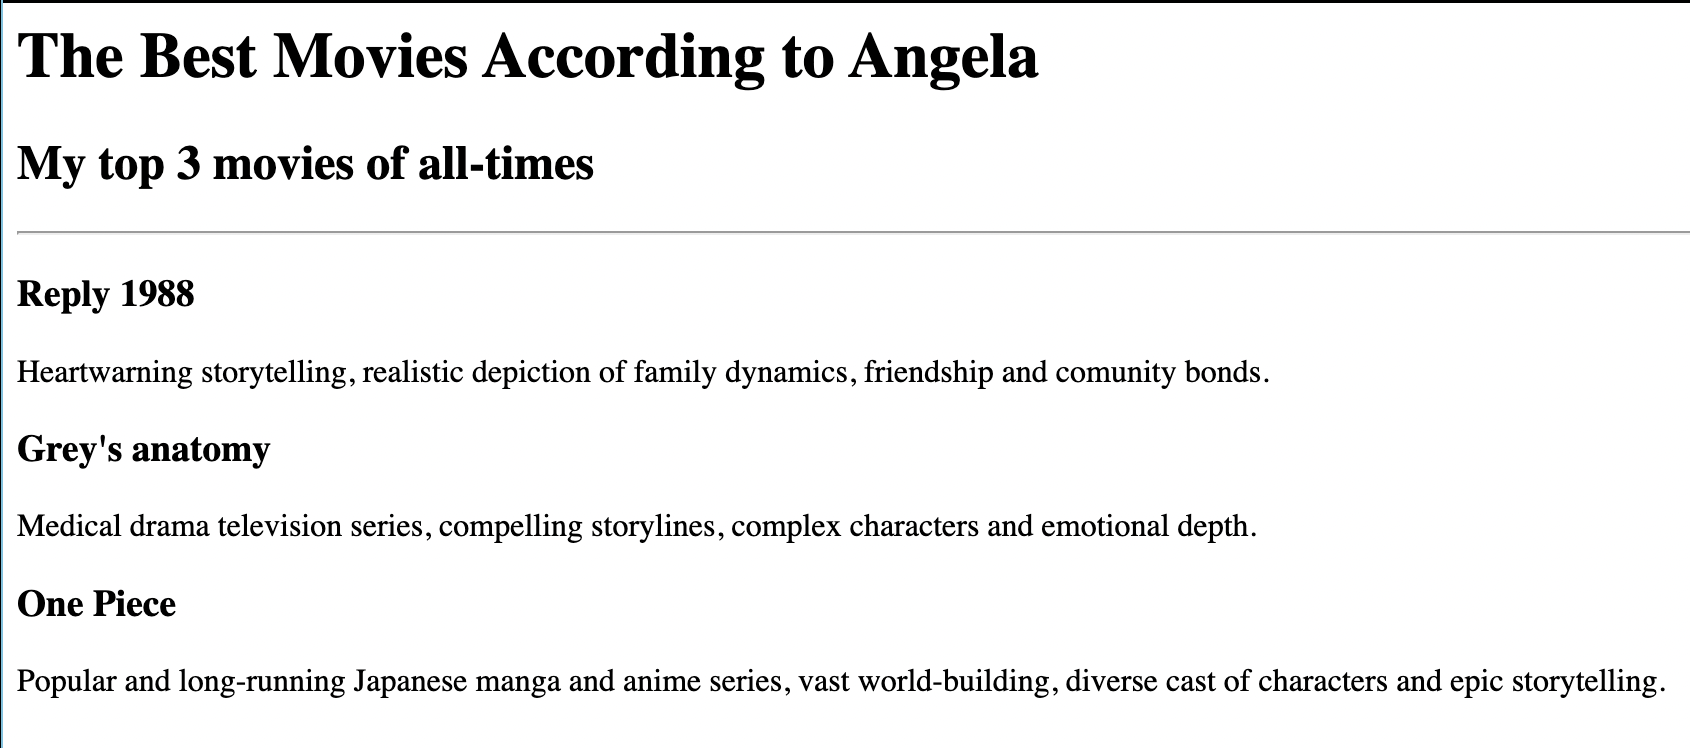 The Best Movies According to Angela
My top 3 movies of all-times
Reply 1988
Heartwarning storytelling, realistic depiction of family dynamics, friendship and comunity bonds.
Grey's anatomy
Medical drama television series, compelling storylines, complex characters and emotional depth.
One Piece
Popular and long-running Japanese manga and anime series, vast world-building, diverse cast of characters and epic storytelling.